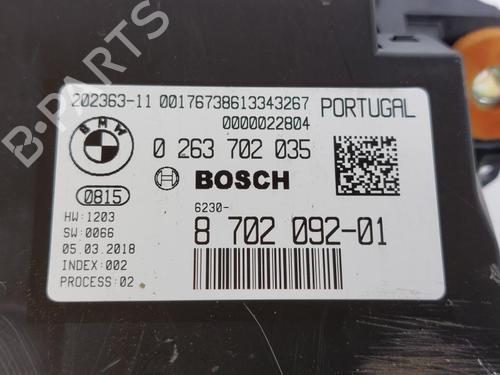 B-PARTS
202363-11 00176738613343267 PORTUGAL
0000022804
BMW
0 263 702 035
BOSCH
0815
6230-
8 702 092-01
HW:1203
SW:0066
05.03.2018
INDEX:002
PROCESS:02